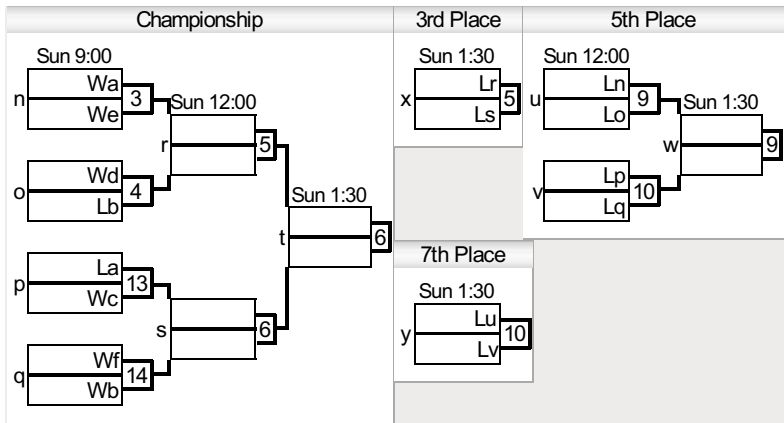 Championship
3rd Place
5th Place
Sun 9:00
n
Wa
We
3
Sun 12:00
r
5
o
Wd
Lb
4
Sun 1:30
t
6
p
La
Wc
13
s
6
q
Wf
Wb
14
Sun 1:30
x
Lr
Ls
5
Sun 12:00
u
Ln
Lo
9
Sun 1:30
w
9
v
Lp
Lq
10
7th Place
Sun 1:30
y
Lu
Lv
10